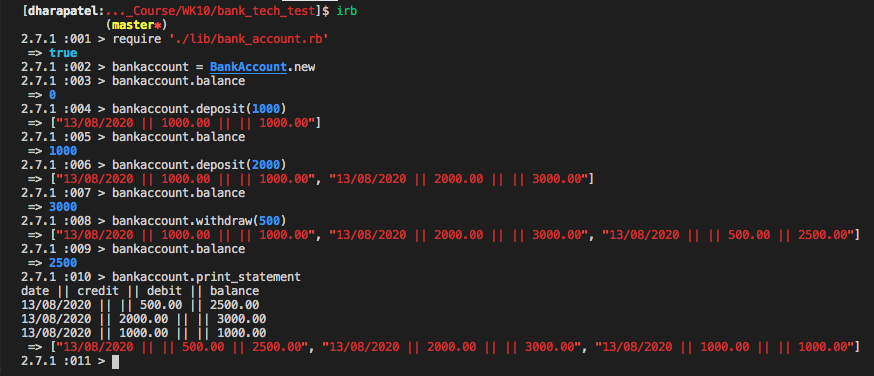 [dharapatel:..._Course/WK10/bank_tech_test]$ irb
(master*)
2.7.1 :001 > require './lib/bank_account.rb'
=> true
2.7.1 :002 > bankaccount = BankAccount.new
2.7.1 :003 > bankaccount.balance
=> 0
2.7.1 :004 > bankaccount.deposit(1000)
=> ["13/08/2020 || 1000.00 || || 1000.00"]
2.7.1 :005 > bankaccount.balance
=> 1000
2.7.1 :006 > bankaccount.deposit(2000)
=> ["13/08/2020 || 1000.00 || || 1000.00", "13/08/2020 || 2000.00 || || 3000.00"]
2.7.1 :007 > bankaccount.balance
=> 3000
2.7.1 :008 > bankaccount.withdraw(500)
=> ["13/08/2020 || 1000.00 || || 1000.00", "13/08/2020 || 2000.00 || || 3000.00", "13/08/2020 || || 500.00 || 2500.00"]
2.7.1 :009 > bankaccount.balance
=> 2500
2.7.1 :010 > bankaccount.print_statement
date || credit || debit || balance
13/08/2020 || || 500.00 || 2500.00
13/08/2020 || 2000.00 || || 3000.00
13/08/2020 || 1000.00 || || 1000.00
=> ["13/08/2020 || || 500.00 || 2500.00", "13/08/2020 || 2000.00 || || 3000.00", "13/08/2020 || 1000.00 || || 1000.00"]
2.7.1 :011 >